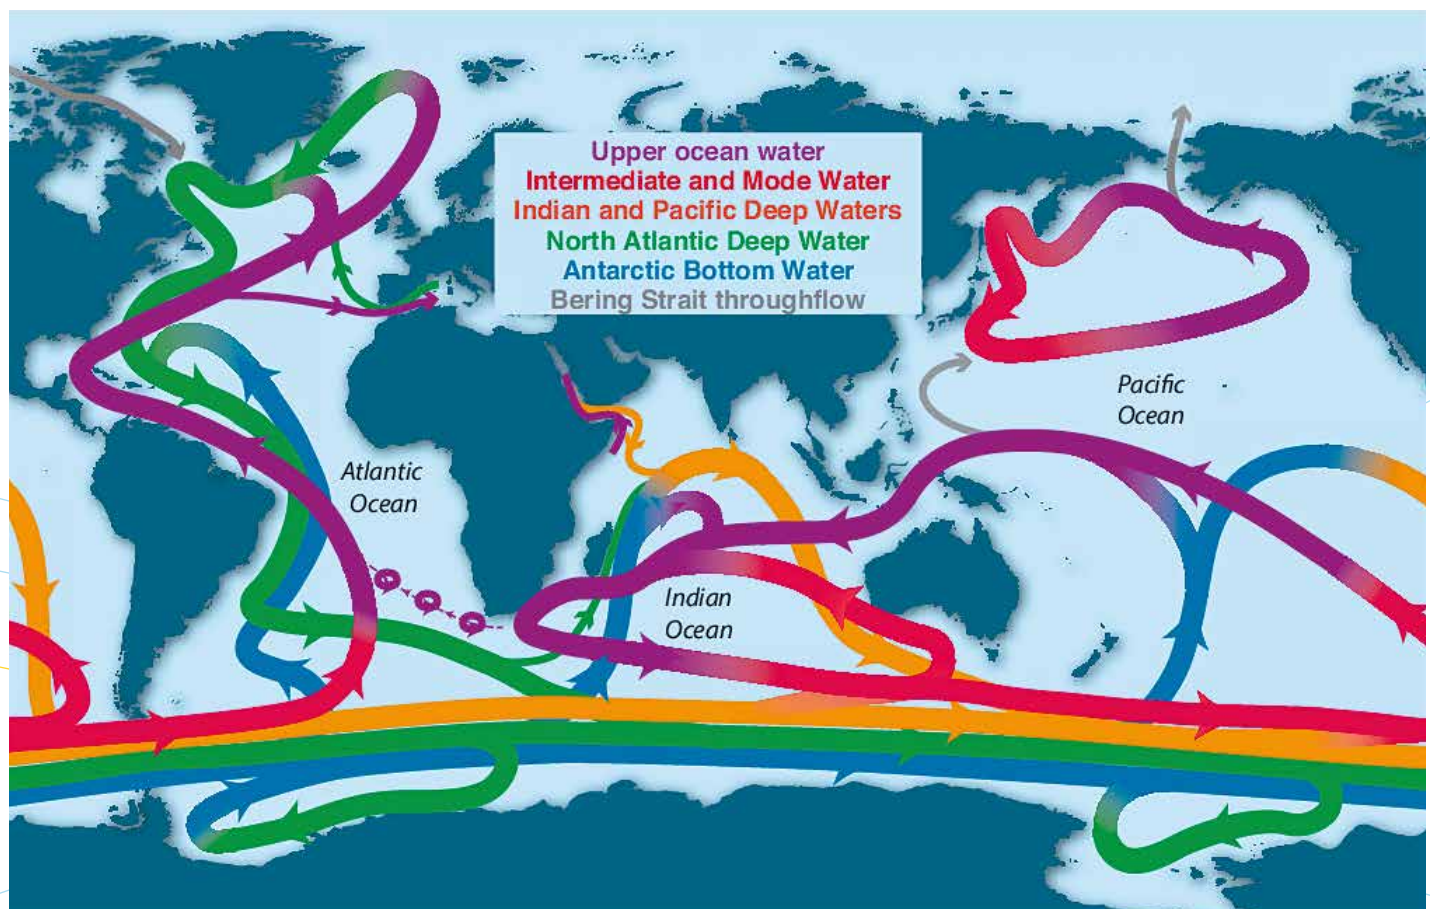 Upper ocean water
Intermediate and Mode Water
Indian and Pacific Deep Waters
North Atlantic Deep Water
Antarctic Bottom Water
Bering Strait throughflow
Pacific
Ocean
Atlantic
Ocean
Indian
Ocean